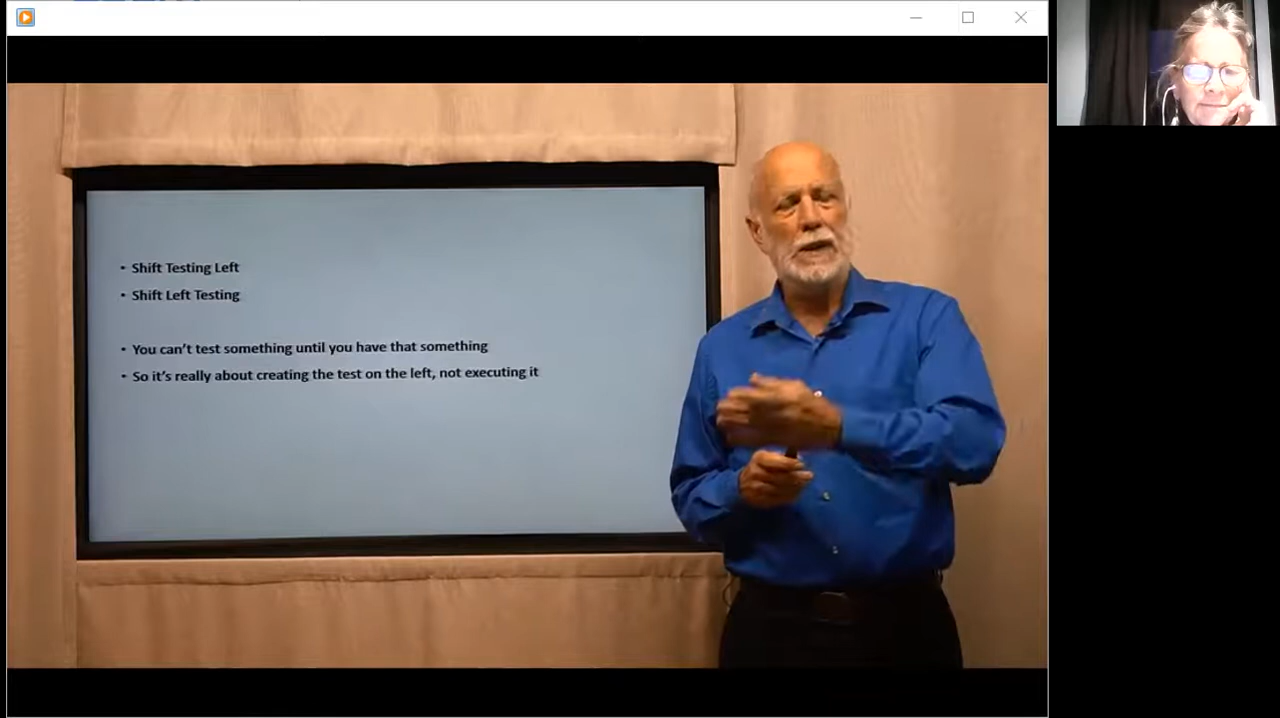 • Shift Testing Left
• Shift Left Testing
• You can't test something until you have that something
• So it's really about creating the test on the left, not executing it